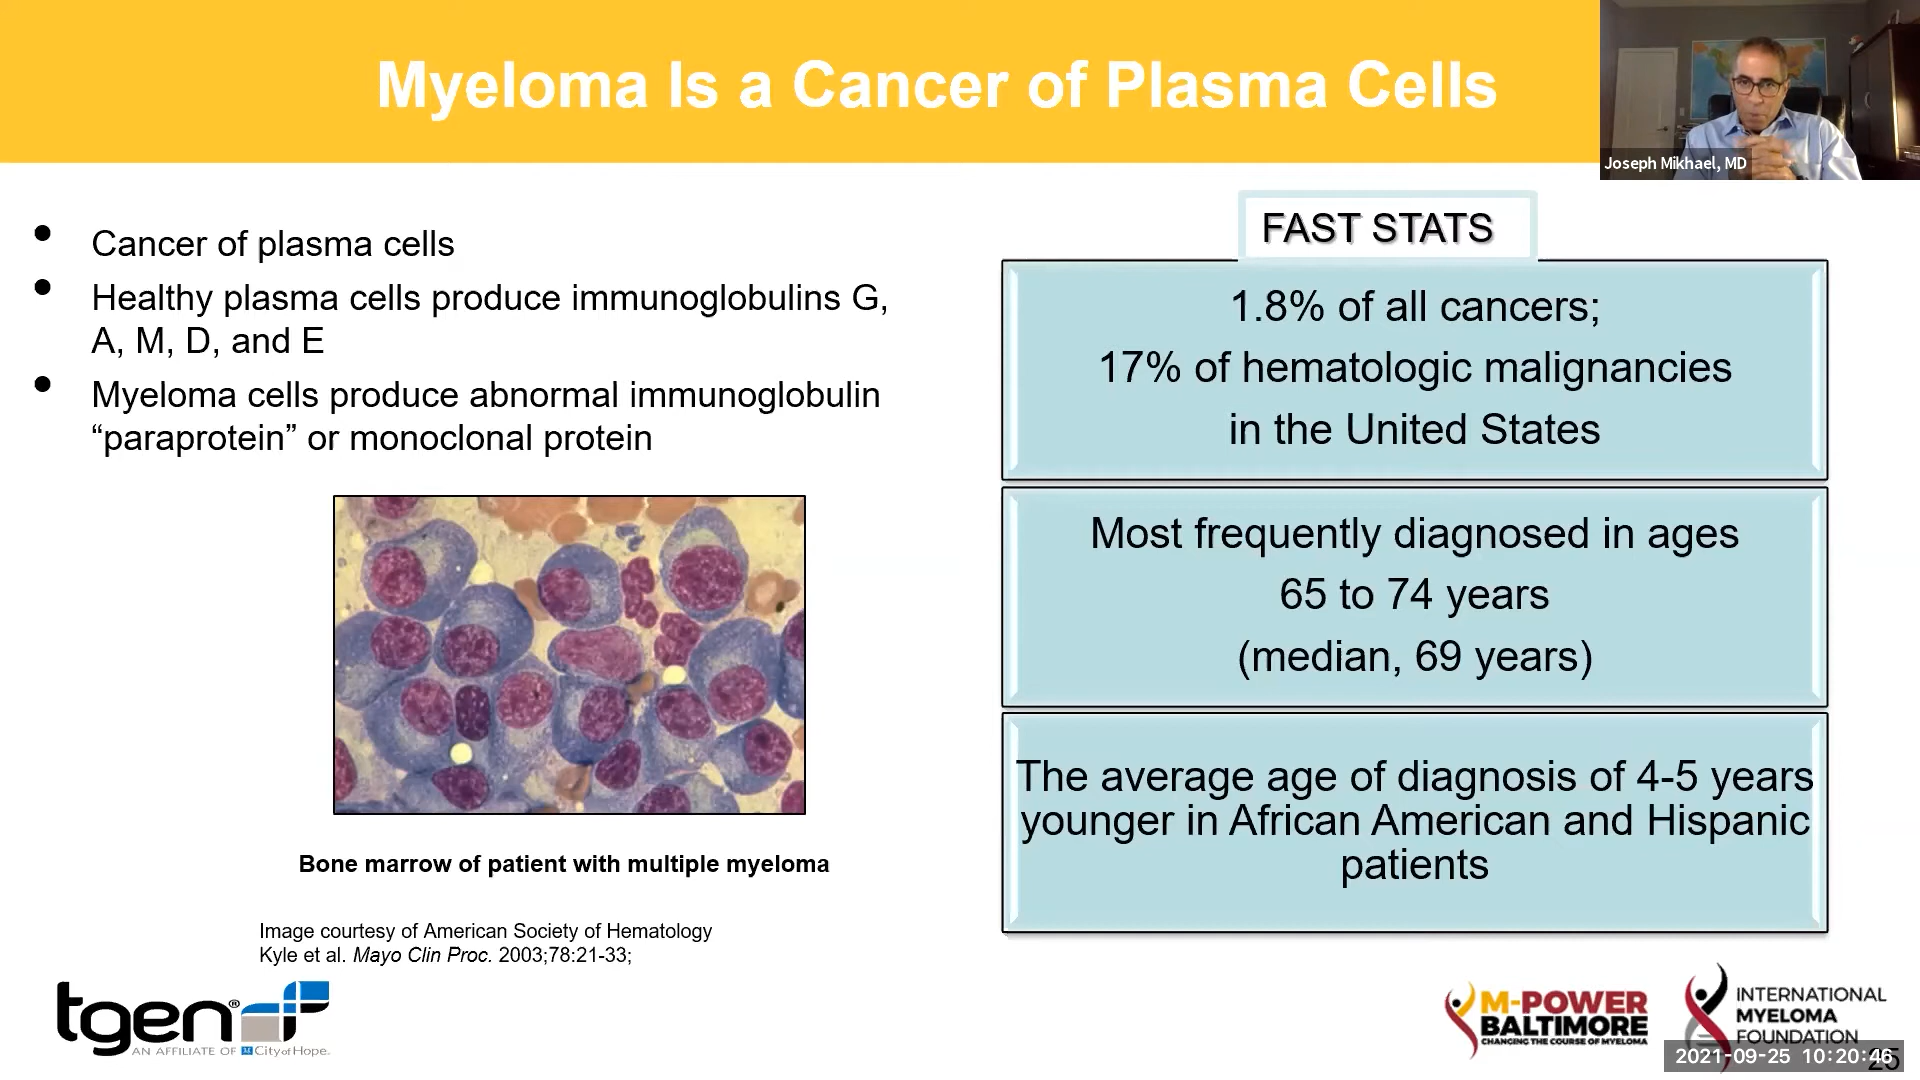 Myeloma Is a Cancer of Plasma Cells
Joseph Mikhael, MD
• Cancer of plasma cells
• Healthy plasma cells produce immunoglobulins G,
A, M, D, and E
• Myeloma cells produce abnormal immunoglobulin
“paraprotein” or monoclonal protein
Bone marrow of patient with multiple myeloma
Image courtesy of American Society of Hematology
Kyle et al. Mayo Clin Proc. 2003;78:21-33;
FAST STATS
1.8% of all cancers;
17% of hematologic malignancies
in the United States
Most frequently diagnosed in ages
65 to 74 years
(median, 69 years)
The average age of diagnosis of 4-5 years
younger in African American and Hispanic
patients
tgen®
AN AFFILIATE OF City of Hope.
M-POWER
BALTIMORE
CHANGING THE COURSE OF MYELOMA
INTERNATIONAL
MYELOMA
FOUNDATION
2021-09-25 10:20:46
25